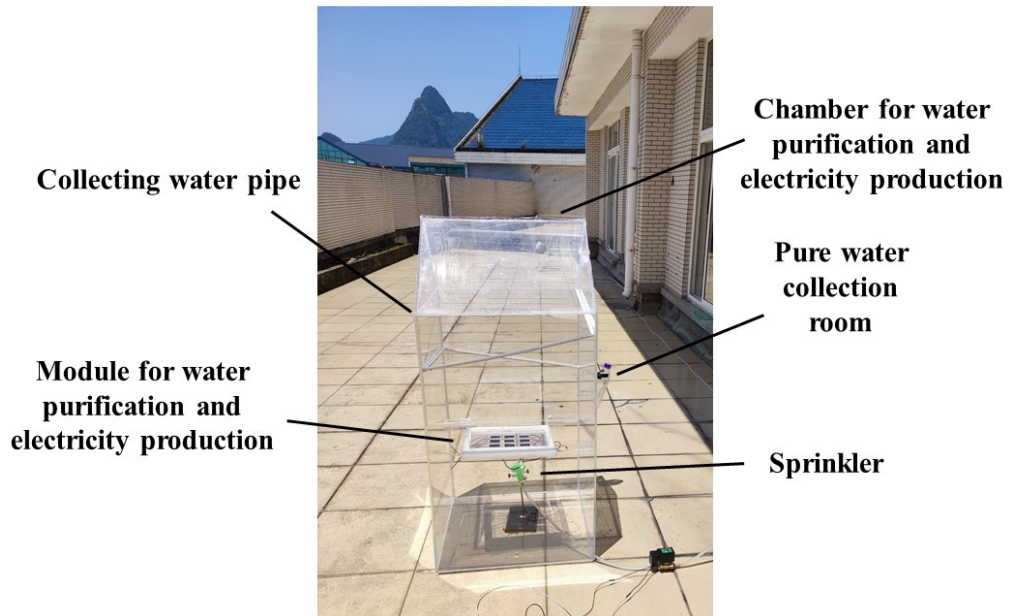 Collecting water pipe
Module for water
purification and
electricity production
Chamber for water
purification and
electricity production
Pure water
collection
room
Sprinkler